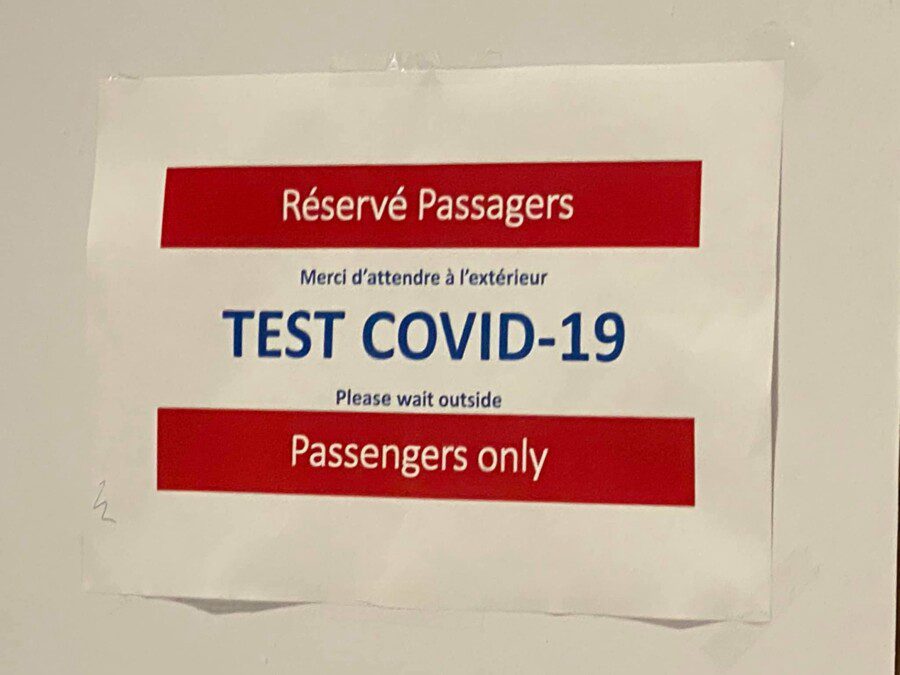 Réservé Passagers
Merci d'attendre à l'extérieur
TEST COVID-19
Please wait outside
Passengers only